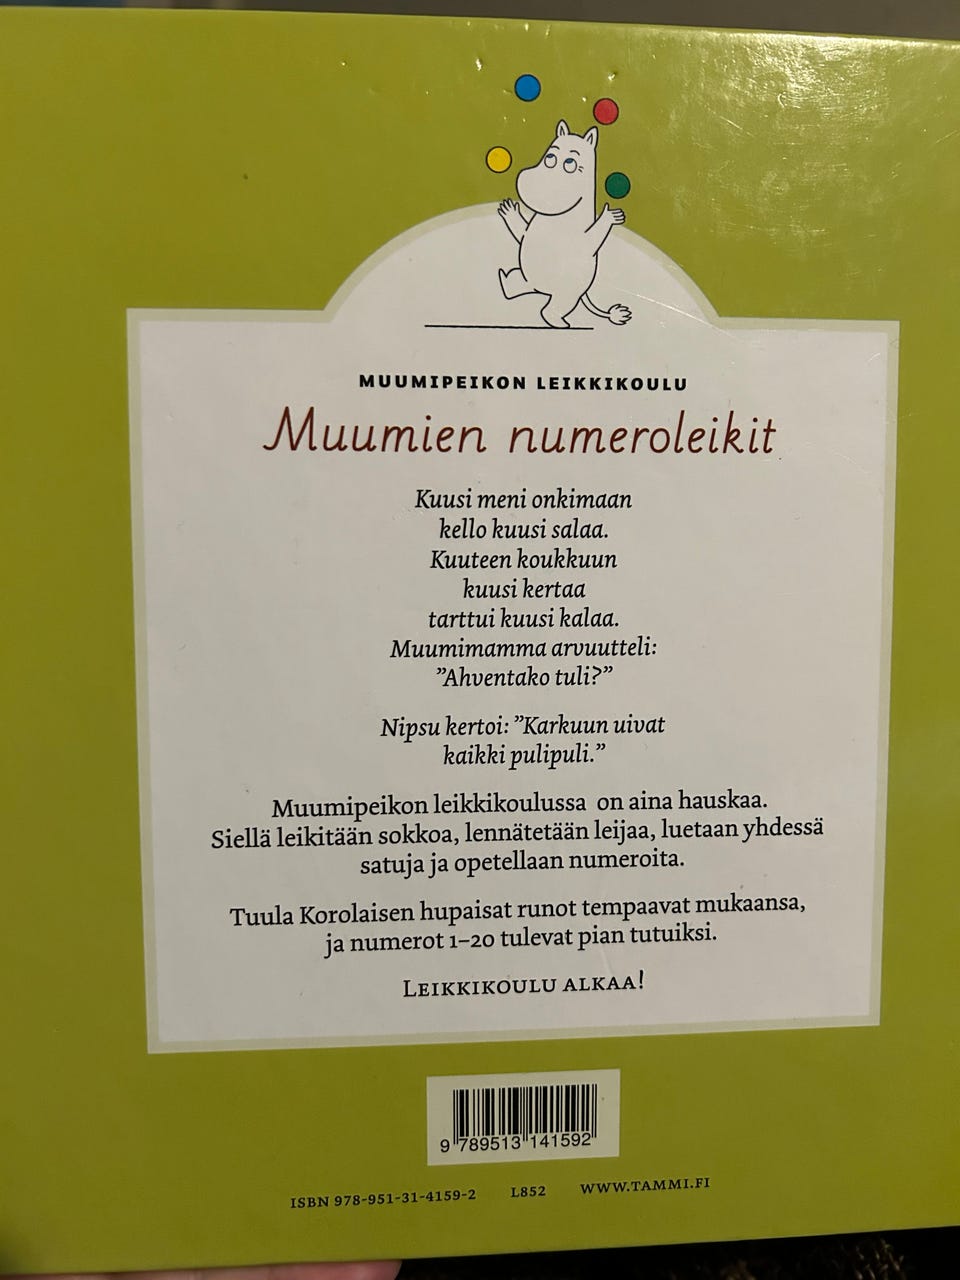 MUUMIPEIKON LEIKKIKOULU
Muumien numeroleikit
Kuusi meni onkimaan
kello kuusi salaa.
Kuuteen koukkuun
kuusi kertaa
tarttui kuusi kalaa.
Muumimamma arvuutteli:
”Ahventako tuli?”
Nipsu kertoi: ”Karkuun uivat
kaikki pulipuli.”
Muumipeikon leikkikoulussa on aina hauskaa.
Siellä leikitään sokkoa, lennätetään leijaa, luetaan yhdessä
satuja ja opetellaan numeroita.
Tuula Korolaisen hupaisat runot tempaavat mukaansa,
ja numerot 1–20 tulevat pian tutuiksi.
LEIKKIKOULU ALKAA!
9 789513 141592
ISBN 978-951-31-4159-2 L852 WWW.TAMMI.FI